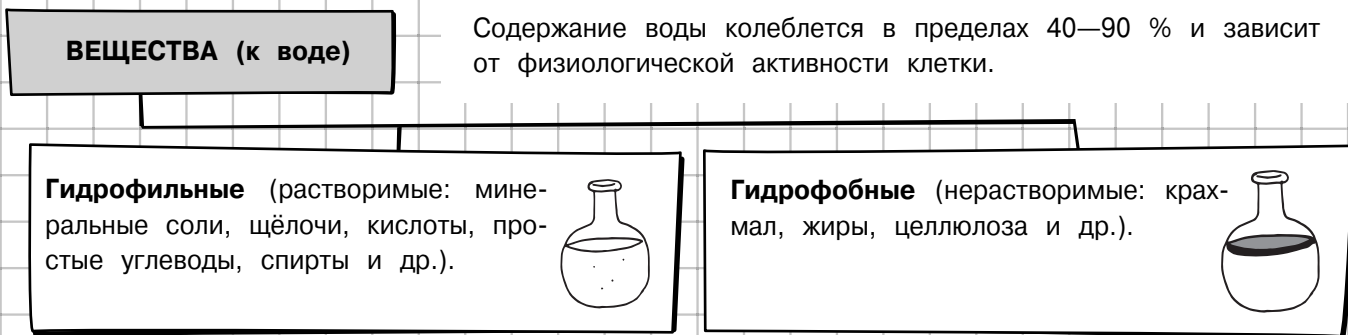 ВЕЩЕСТВА (к воде)
Содержание воды колеблется в пределах 40—90 % и зависит
от физиологической активности клетки.
Гидрофильные (растворимые: мине-
ральные соли, щёлочи, кислоты, про-
стые углеводы, спирты и др.).
Гидрофобные (нерастворимые: крах-
мал, жиры, целлюлоза и др.).